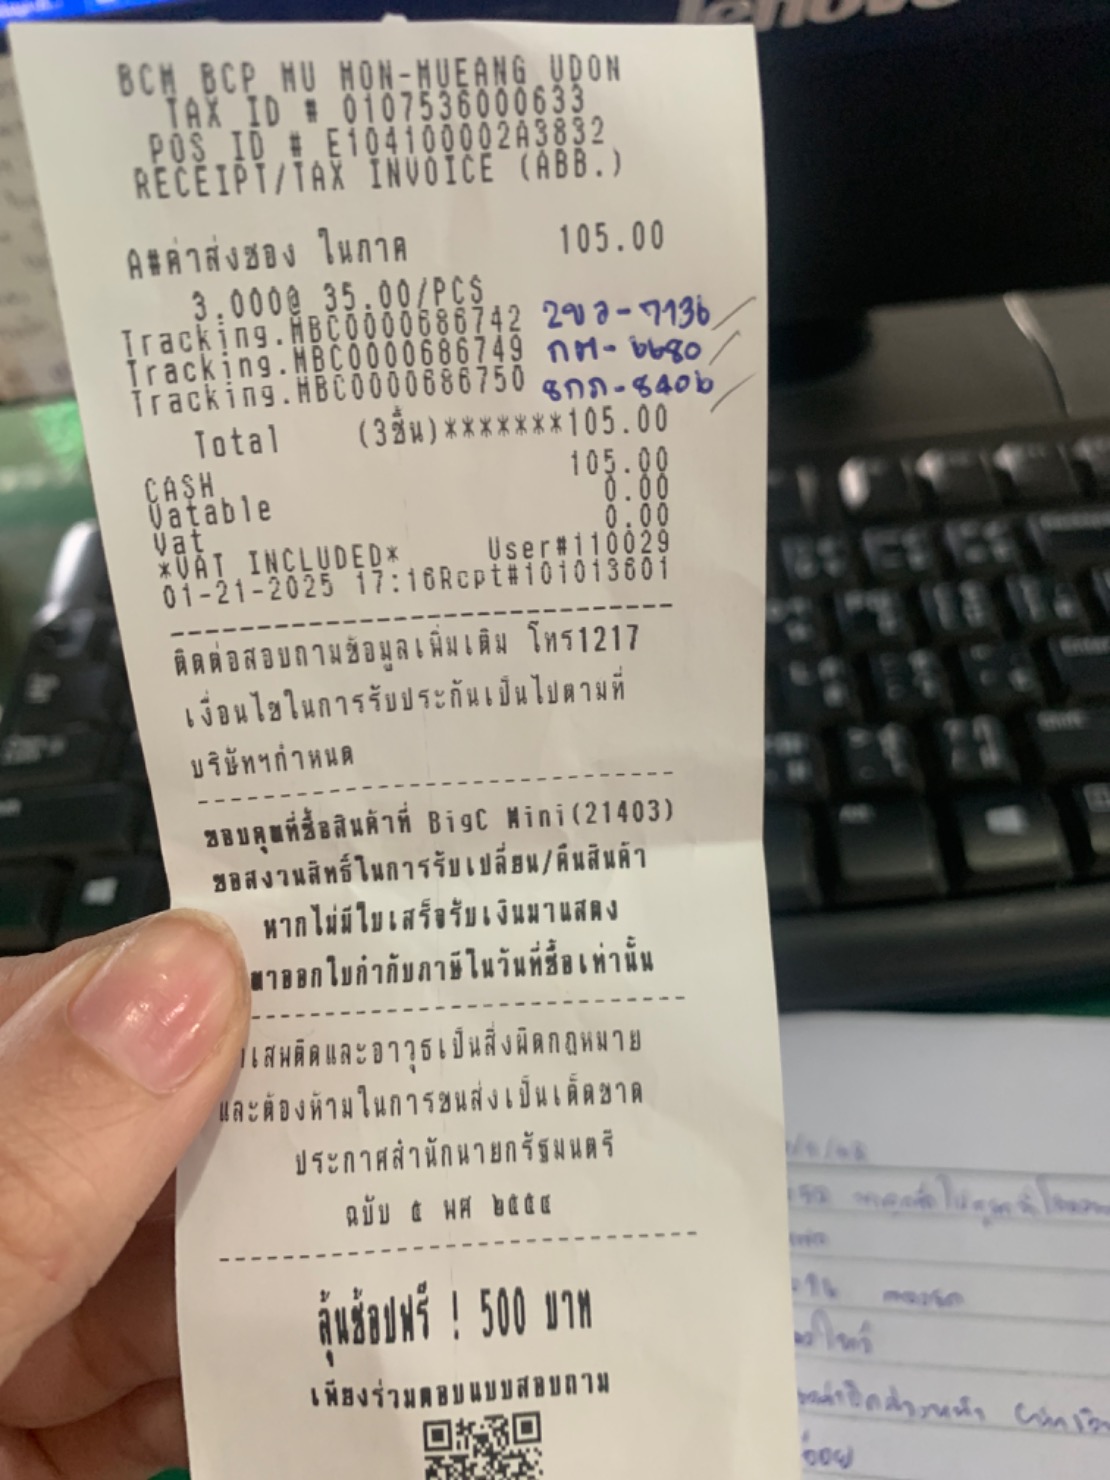 lenovo
BCM BCP MU MON-MUEANG UDON
TAX ID # 0107536000633
POS ID # E104100002A3832
RECEIPT/TAX INVOICE (ABB.)
A#ค่าส่งซอง ในภาค 105.00
3.000@ 35.00/PCS
Tracking.MBC0000686742 2ขอ-7136
Tracking.MBC0000686749 กต-6680
Tracking.MBC0000686750 8กภ-8406
Total (3ชิ้น)*******105.00
CASH 105.00
Vatable 0.00
Vat 0.00
*VAT INCLUDED* User#110029
01-21-2025 17:16Rcpt#101013601
ติดต่อสอบถามข้อมูลเพิ่มเติม โทร1217
เงื่อนไขในการรับประกันเป็นไปตามที่
บริษัทฯกำหนด
ขอบคุณที่ซื้อสินค้าที่ BigC Mini(21403)
ขอสงวนสิทธิ์ในการรับเปลี่ยน/คืนสินค้า
หากไม่มีใบเสร็จรับเงินมาแสดง
มาออกใบกำกับภาษีในวันที่ซื้อเท่านั้น
เสพติดและอาวุธเป็นสิ่งผิดกฎหมาย
และต้องห้ามในการขนส่งเป็นเด็ดขาด
ประกาศสำนักนายกรัฐมนตรี
ฉบับ ๕ พศ ๒๕๕๔
ลุ้นช้อปฟรี ! 500 บาท
เพียงร่วมตอบแบบสอบถาม